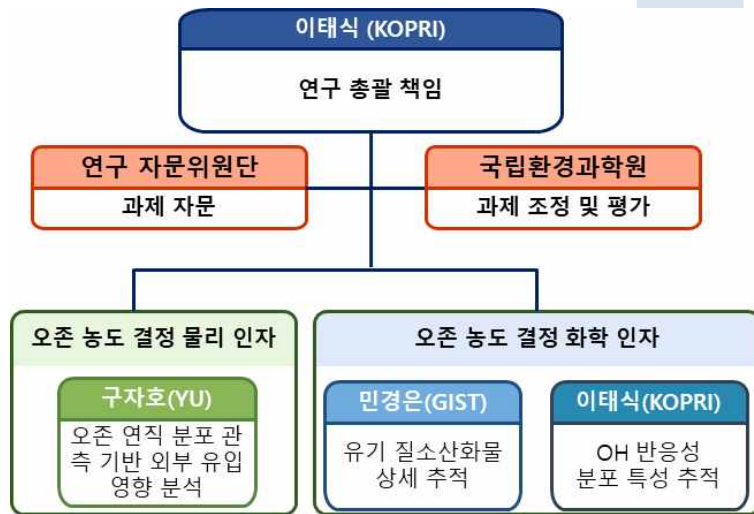 이태식 (KOPRI)
연구 총괄 책임
연구 자문위원단
과제 자문
국립환경과학원
과제 조정 및 평가
오존 농도 결정 물리 인자
구자호(YU)
오존 연직 분포 관
측 기반 외부 유입
영향 분석
오존 농도 결정 화학 인자
민경은(GIST)
유기 질소산화물
상세 추적
이태식(KOPRI)
OH 반응성
분포 특성 추적